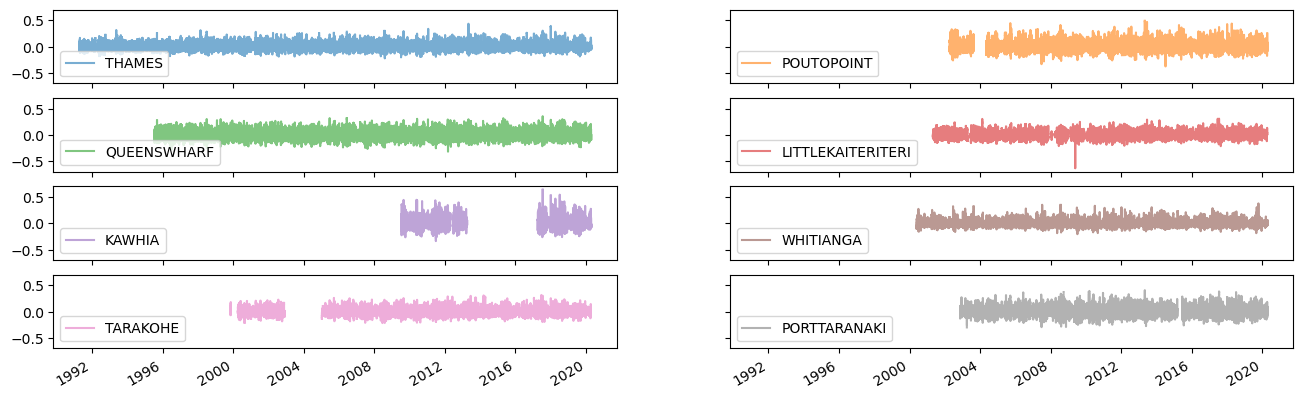 0.5
0.0
−0.5
THAMES
POUTOPOINT
0.5
0.0
−0.5
QUEENSWHARF
LITTLEKAITERITERI
0.5
0.0
−0.5
KAWHIA
WHITIANGA
0.5
0.0
−0.5
TARAKOHE
PORTTARANAKI
1992 1996 2000 2004 2008 2012 2016 2020
1992 1996 2000 2004 2008 2012 2016 2020